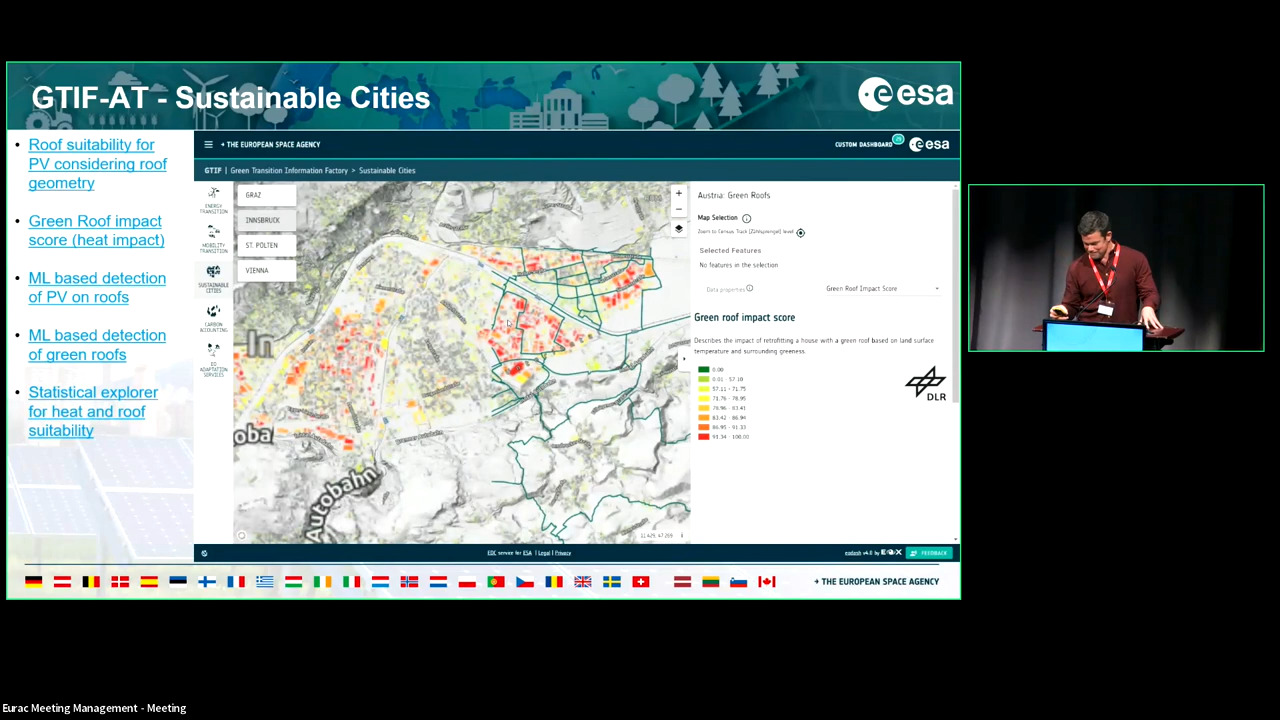 GTIF-AT - Sustainable Cities
esa
• Roof suitability for
PV considering roof
geometry
• Green Roof impact
score (heat impact)
• ML based detection
of PV on roofs
• ML based detection
of green roofs
• Statistical explorer
for heat and roof
suitability
→ THE EUROPEAN SPACE AGENCY
CUSTOM DASHBOARD
esa
GTIF | Green Transition Information Factory > Sustainable Cities
ENERGY
TRANSITION
MOBILITY
TRANSITION
SUSTAINABLE
CITIES
CARBON
ACCOUNTING
EO
ADAPTATION
SERVICES
GRAZ
INNSBRUCK
ST. POLTEN
VIENNA
+
−
In
oba
Autobahn
Austria: Green Roofs
Map Selection
Zoom to Census Track [Zählsprengel] level
Selected Features
No features in the selection
Data properties
Green Roof Impact Score
Green roof impact score
Describes the impact of retrofitting a house with a green roof based on land surface
temperature and surrounding greeness.
0.00
0.01 - 57.10
57.11 - 71.75
71.76 - 78.95
78.96 - 83.41
83.42 - 86.94
86.95 - 91.33
91.34 - 100.00
DLR
EOC service for ESA | Legal | Privacy
eodash v4.0 by EOX
FEEDBACK
→ THE EUROPEAN SPACE AGENCY
Eurac Meeting Management - Meeting